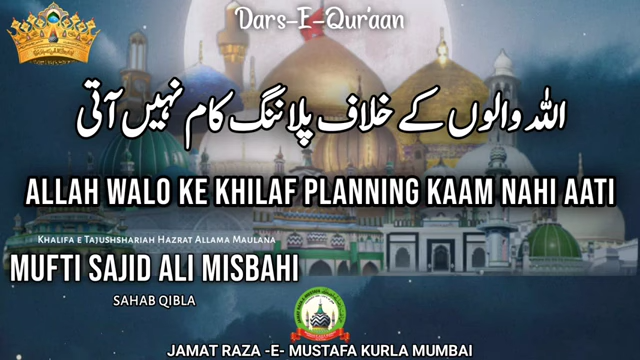 Dars-E-Qur'aan
اللہ والوں کے خلاف پلاننگ کام نہیں آتی
ALLAH WALO KE KHILAF PLANNING KAAM NAHI AATI
Khalifa e Tajushshariah Hazrat Allama Maulana
MUFTI SAJID ALI MISBAHI
SAHAB QIBLA
JAMAT RAZA -E- MUSTAFA KURLA MUMBAI